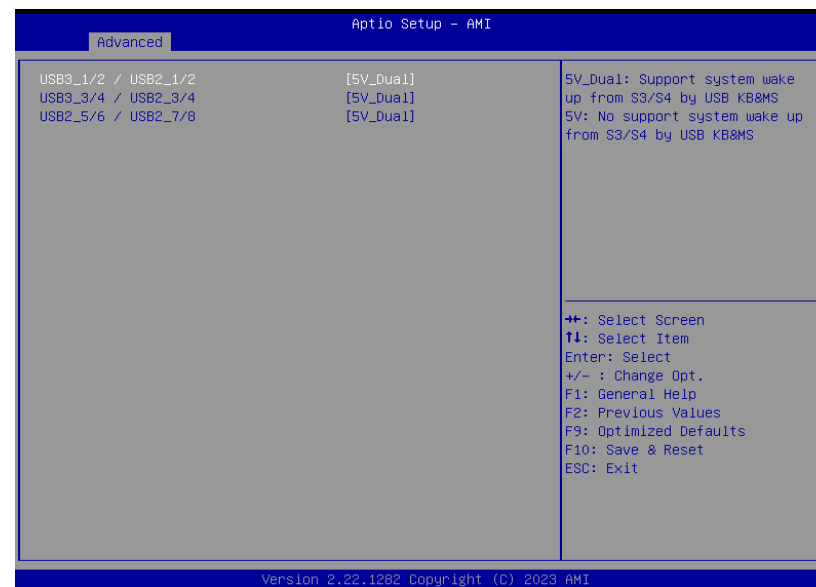 Aptio Setup – AMI
Advanced
USB3_1/2 / USB2_1/2 [5V_Dual]
USB3_3/4 / USB2_3/4 [5V_Dual]
USB2_5/6 / USB2_7/8 [5V_Dual]
5V_Dual: Support system wake
up from S3/S4 by USB KB&MS
5V: No support system wake up
from S3/S4 by USB KB&MS
→←: Select Screen
↑↓: Select Item
Enter: Select
+/- : Change Opt.
F1: General Help
F2: Previous Values
F9: Optimized Defaults
F10: Save & Reset
ESC: Exit
Version 2.22.1282 Copyright (C) 2023 AMI